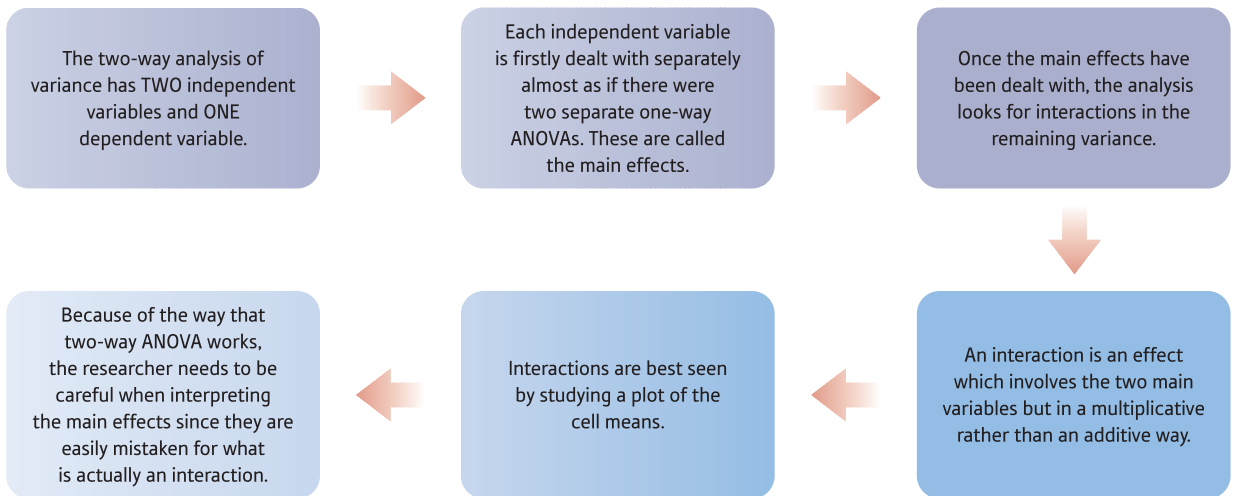 The two-way analysis of
variance has TWO independent
variables and ONE
dependent variable.
Each independent variable
is firstly dealt with separately
almost as if there were
two separate one-way
ANOVAs. These are called
the main effects.
Once the main effects have
been dealt with, the analysis
looks for interactions in the
remaining variance.
An interaction is an effect
which involves the two main
variables but in a multiplicative
rather than an additive way.
Interactions are best seen
by studying a plot of the
cell means.
Because of the way that
two-way ANOVA works,
the researcher needs to be
careful when interpreting
the main effects since they are
easily mistaken for what
is actually an interaction.